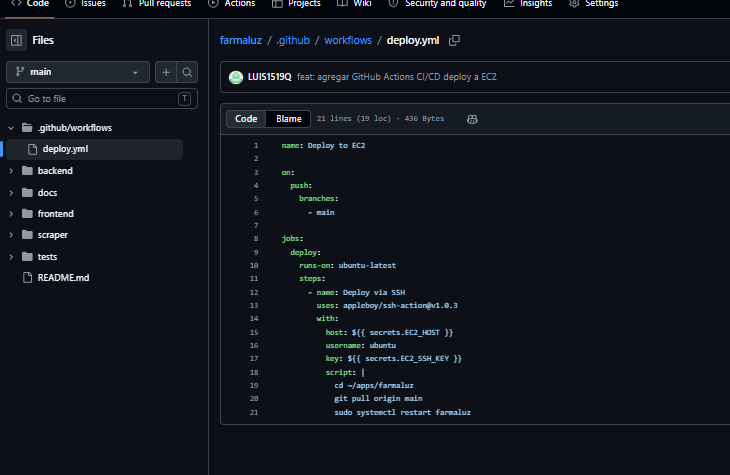 Code Issues Pull requests Actions Projects Wiki Security and quality Insights Settings
Files
main
Go to file T
.github/workflows
deploy.yml
backend
docs
frontend
scraper
tests
README.md
farmaluz / .github / workflows / deploy.yml
LUIS1519Q feat: agregar GitHub Actions CI/CD deploy a EC2
Code Blame 21 lines (19 loc) · 436 Bytes
1 name: Deploy to EC2
2
3 on:
4 push:
5 branches:
6 - main
7
8 jobs:
9 deploy:
10 runs-on: ubuntu-latest
11 steps:
12 - name: Deploy via SSH
13 uses: appleboy/ssh-action@v1.0.3
14 with:
15 host: ${{ secrets.EC2_HOST }}
16 username: ubuntu
17 key: ${{ secrets.EC2_SSH_KEY }}
18 script: |
19 cd ~/apps/farmaluz
20 git pull origin main
21 sudo systemctl restart farmaluz